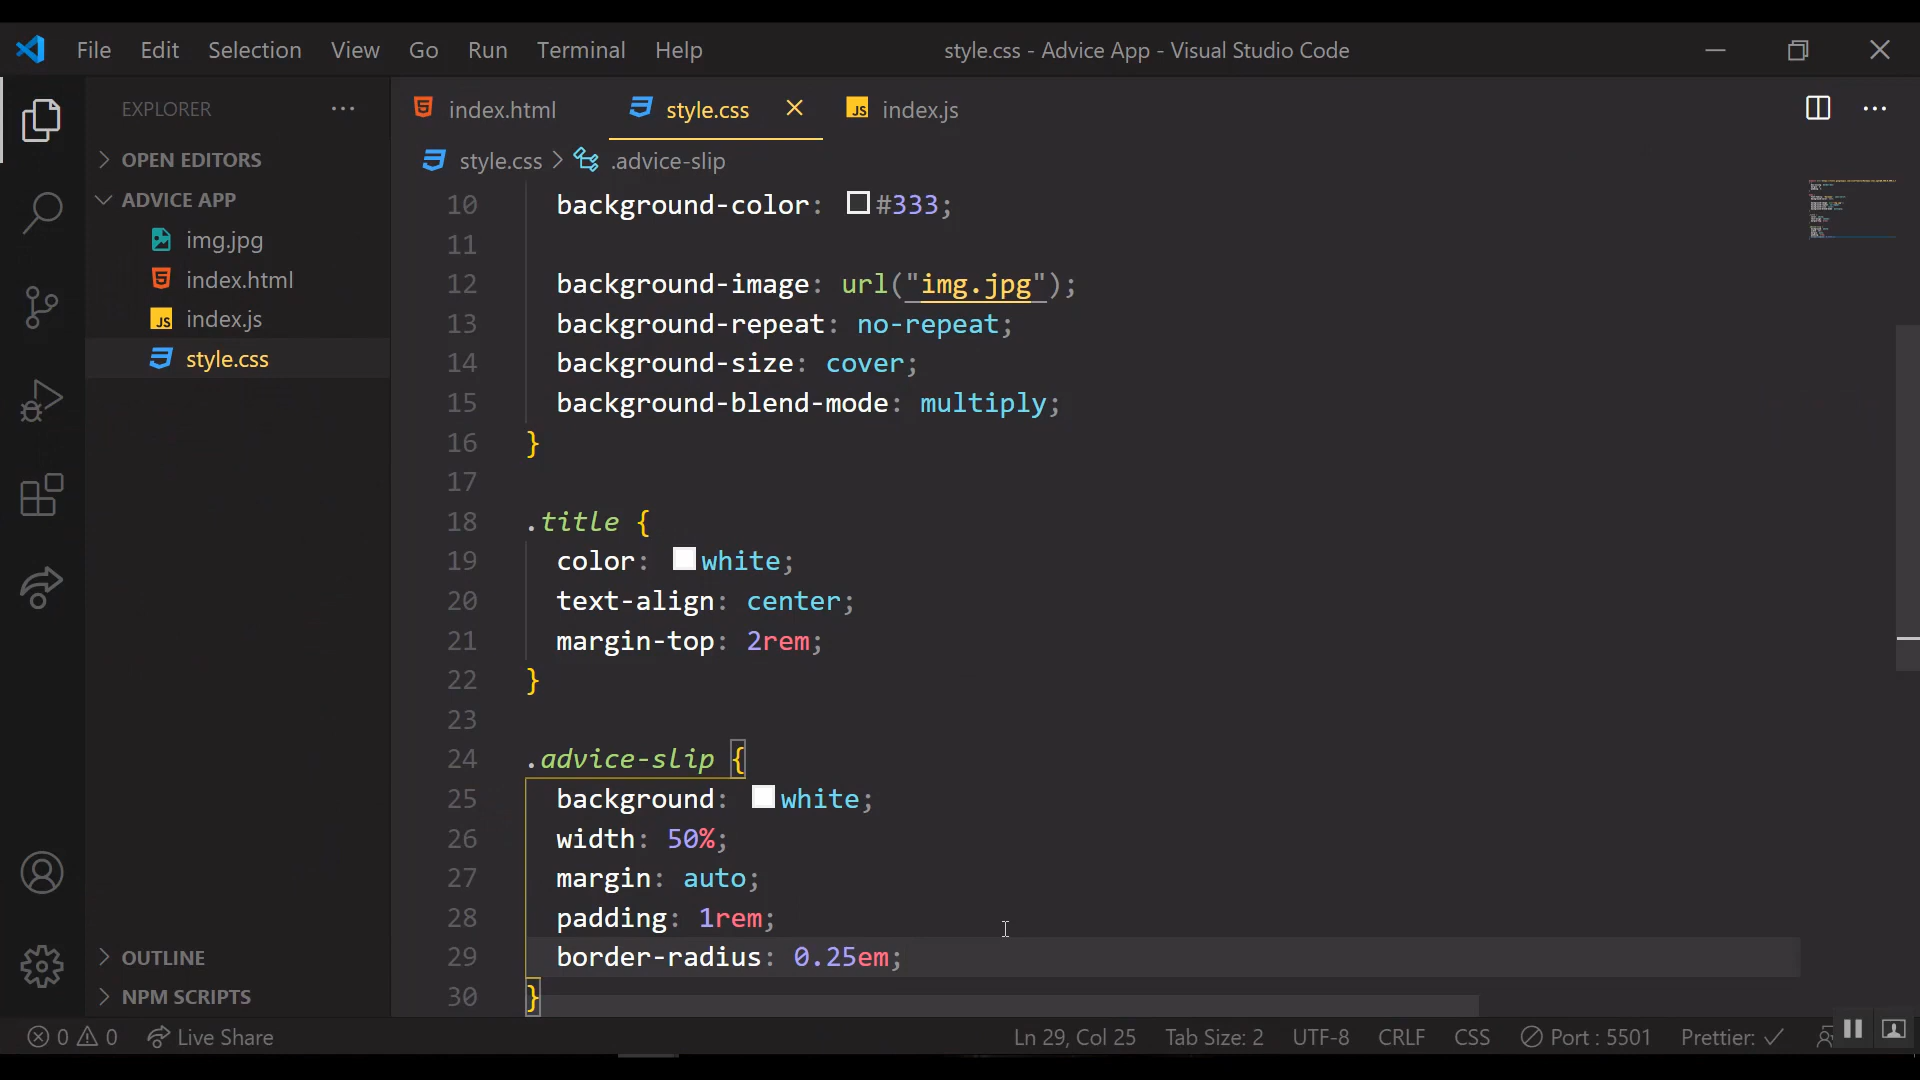 File Edit Selection View Go Run Terminal Help style.css - Advice App - Visual Studio Code
EXPLORER
OPEN EDITORS
ADVICE APP
img.jpg
index.html
index.js
style.css
OUTLINE
NPM SCRIPTS
index.html style.css index.js
style.css > .advice-slip
10 background-color: #333;
11
12 background-image: url("img.jpg");
13 background-repeat: no-repeat;
14 background-size: cover;
15 background-blend-mode: multiply;
16 }
17
18 .title {
19 color: white;
20 text-align: center;
21 margin-top: 2rem;
22 }
23
24 .advice-slip {
25 background: white;
26 width: 50%;
27 margin: auto;
28 padding: 1rem;
29 border-radius: 0.25em;
30 }
0 0 Live Share Ln 29, Col 25 Tab Size: 2 UTF-8 CRLF CSS Port : 5501 Prettier: ✓